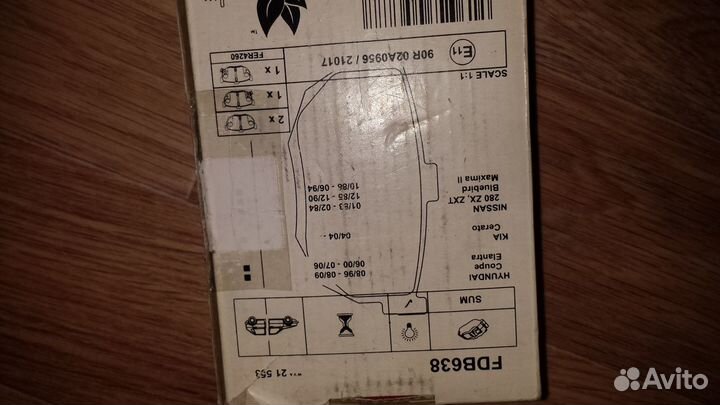 FDB638
WVA 21 553
SUM
HYUNDAI
Coupe 08/96 - 08/09
Elantra 06/00 - 07/06
KIA
Cerato 04/04 -
NISSAN
280 ZX, ZXT 01/83 - 02/84
Bluebird 12/85 - 12/90
Maxima II 10/86 - 06/94
SCALE 1:1
E11 90R 02A0956 / 21017
FER4260
2 x
1 x
1 x
TM
Avito